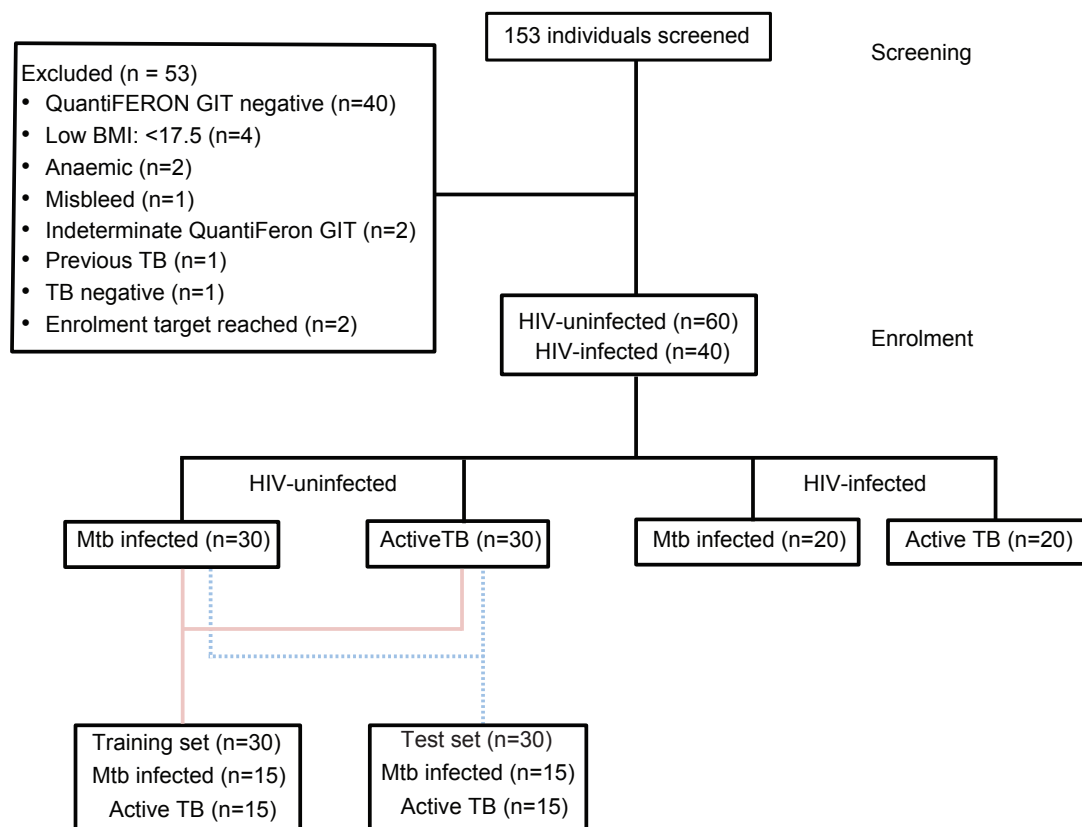 153 individuals screened
Screening
Excluded (n = 53)
• QuantiFERON GIT negative (n=40)
• Low BMI: <17.5 (n=4)
• Anaemic (n=2)
• Misbleed (n=1)
• Indeterminate QuantiFeron GIT (n=2)
• Previous TB (n=1)
• TB negative (n=1)
• Enrolment target reached (n=2)
HIV-uninfected (n=60)
HIV-infected (n=40)
Enrolment
HIV-uninfected
HIV-infected
Mtb infected (n=30)
ActiveTB (n=30)
Mtb infected (n=20)
Active TB (n=20)
Training set (n=30)
Mtb infected (n=15)
Active TB (n=15)
Test set (n=30)
Mtb infected (n=15)
Active TB (n=15)